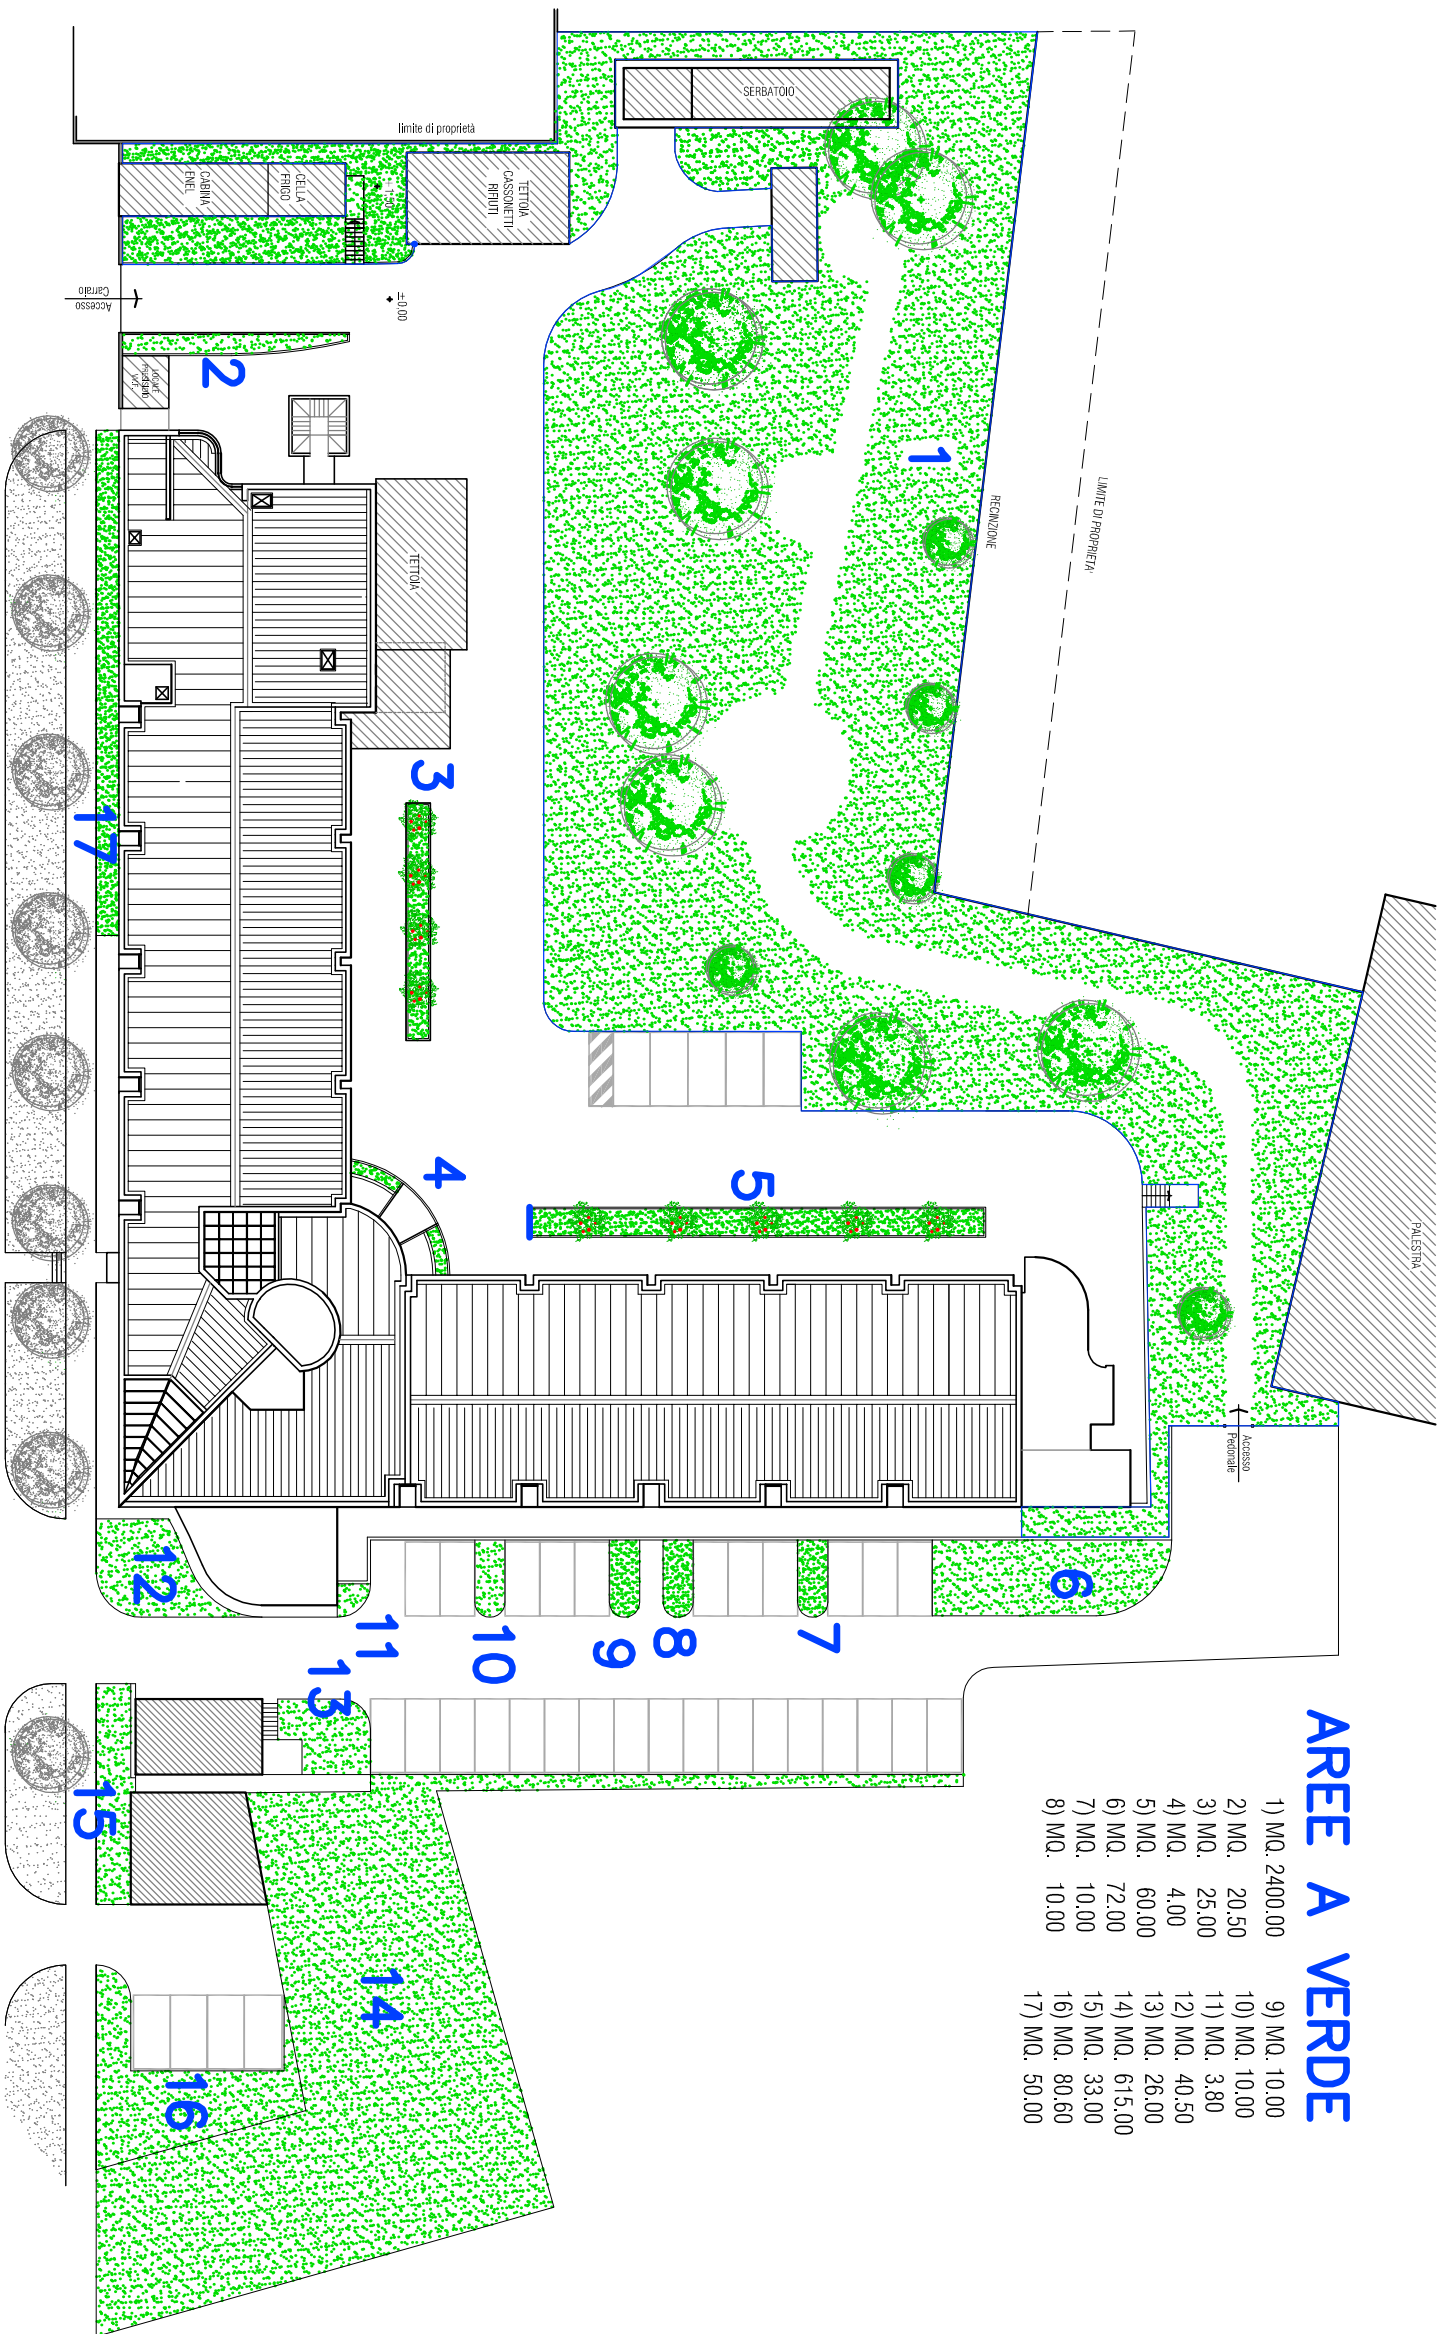 AREE A VERDE
1) MQ. 2400.00
2) MQ. 20.50
3) MQ. 25.00
4) MQ. 4.00
5) MQ. 60.00
6) MQ. 72.00
7) MQ. 10.00
8) MQ. 10.00
9) MQ. 10.00
10) MQ. 10.00
11) MQ. 3.80
12) MQ. 40.50
13) MQ. 26.00
14) MQ. 615.00
15) MQ. 33.00
16) MQ. 80.60
17) MQ. 50.00
PALESTRA
LIMITE DI PROPRIETA'
RECINZIONE
Accesso
Pedonale
SERBATOIO
limite di proprietà
TETTOIA
CASSONETTI
RIFIUTI
CELLA
FRIGO
CABINA
ENEL
±0.00
Accesso
Carraio
TETTOIA
1
2
3
4
5
6
7
8
9
10
11
12
13
14
15
16
17